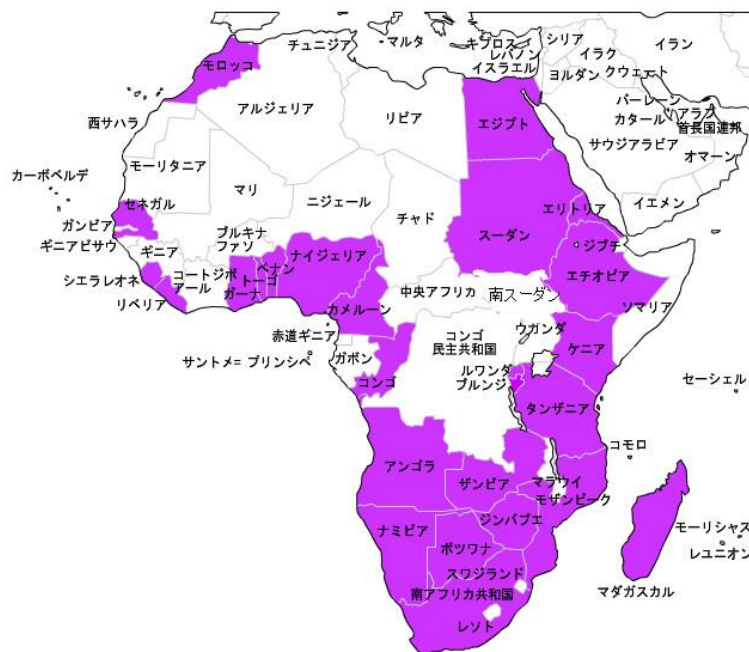 チュニジア
マルタ
キプロス
シリア
イラン
モロッコ
レバノン
イラク
イスラエル
クウェート
ヨルダン
アルジェリア
リビア
バーレーン
西サハラ
エジプト
カタール
アラブ
首長国連邦
サウジアラビア
モーリタニア
オマーン
カーボベルデ
マリ
ニジェール
セネガル
エリトリア
イエメン
チャド
ガンビア
ブルキナ
ファソ
スーダン
ギニアビサウ
ギニア
ベナン
ナイジェリア
ジブチ
シエラレオネ
コートジボ
アール
トーゴ
エチオピア
ガーナ
中央アフリカ
南スーダン
リベリア
カメルーン
ソマリア
赤道ギニア
コンゴ
民主共和国
ウガンダ
ケニア
サントメ= プリンシペ
ガボン
ルワンダ
コンゴ
ブルンジ
セーシェル
タンザニア
コモロ
アンゴラ
ザンビア
マラウイ
モザンビーク
ナミビア
ジンバブエ
モーリシャス
ボツワナ
レユニオン
スワジランド
南アフリカ共和国
マダガスカル
レソト